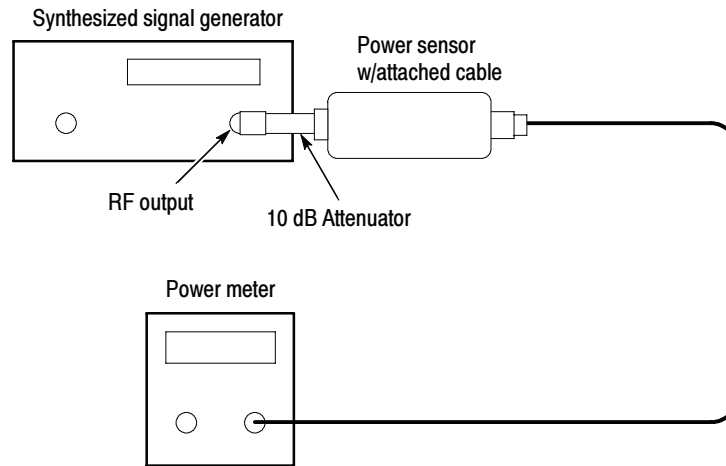 Synthesized signal generator
Power sensor
w/attached cable
RF output
10 dB Attenuator
Power meter